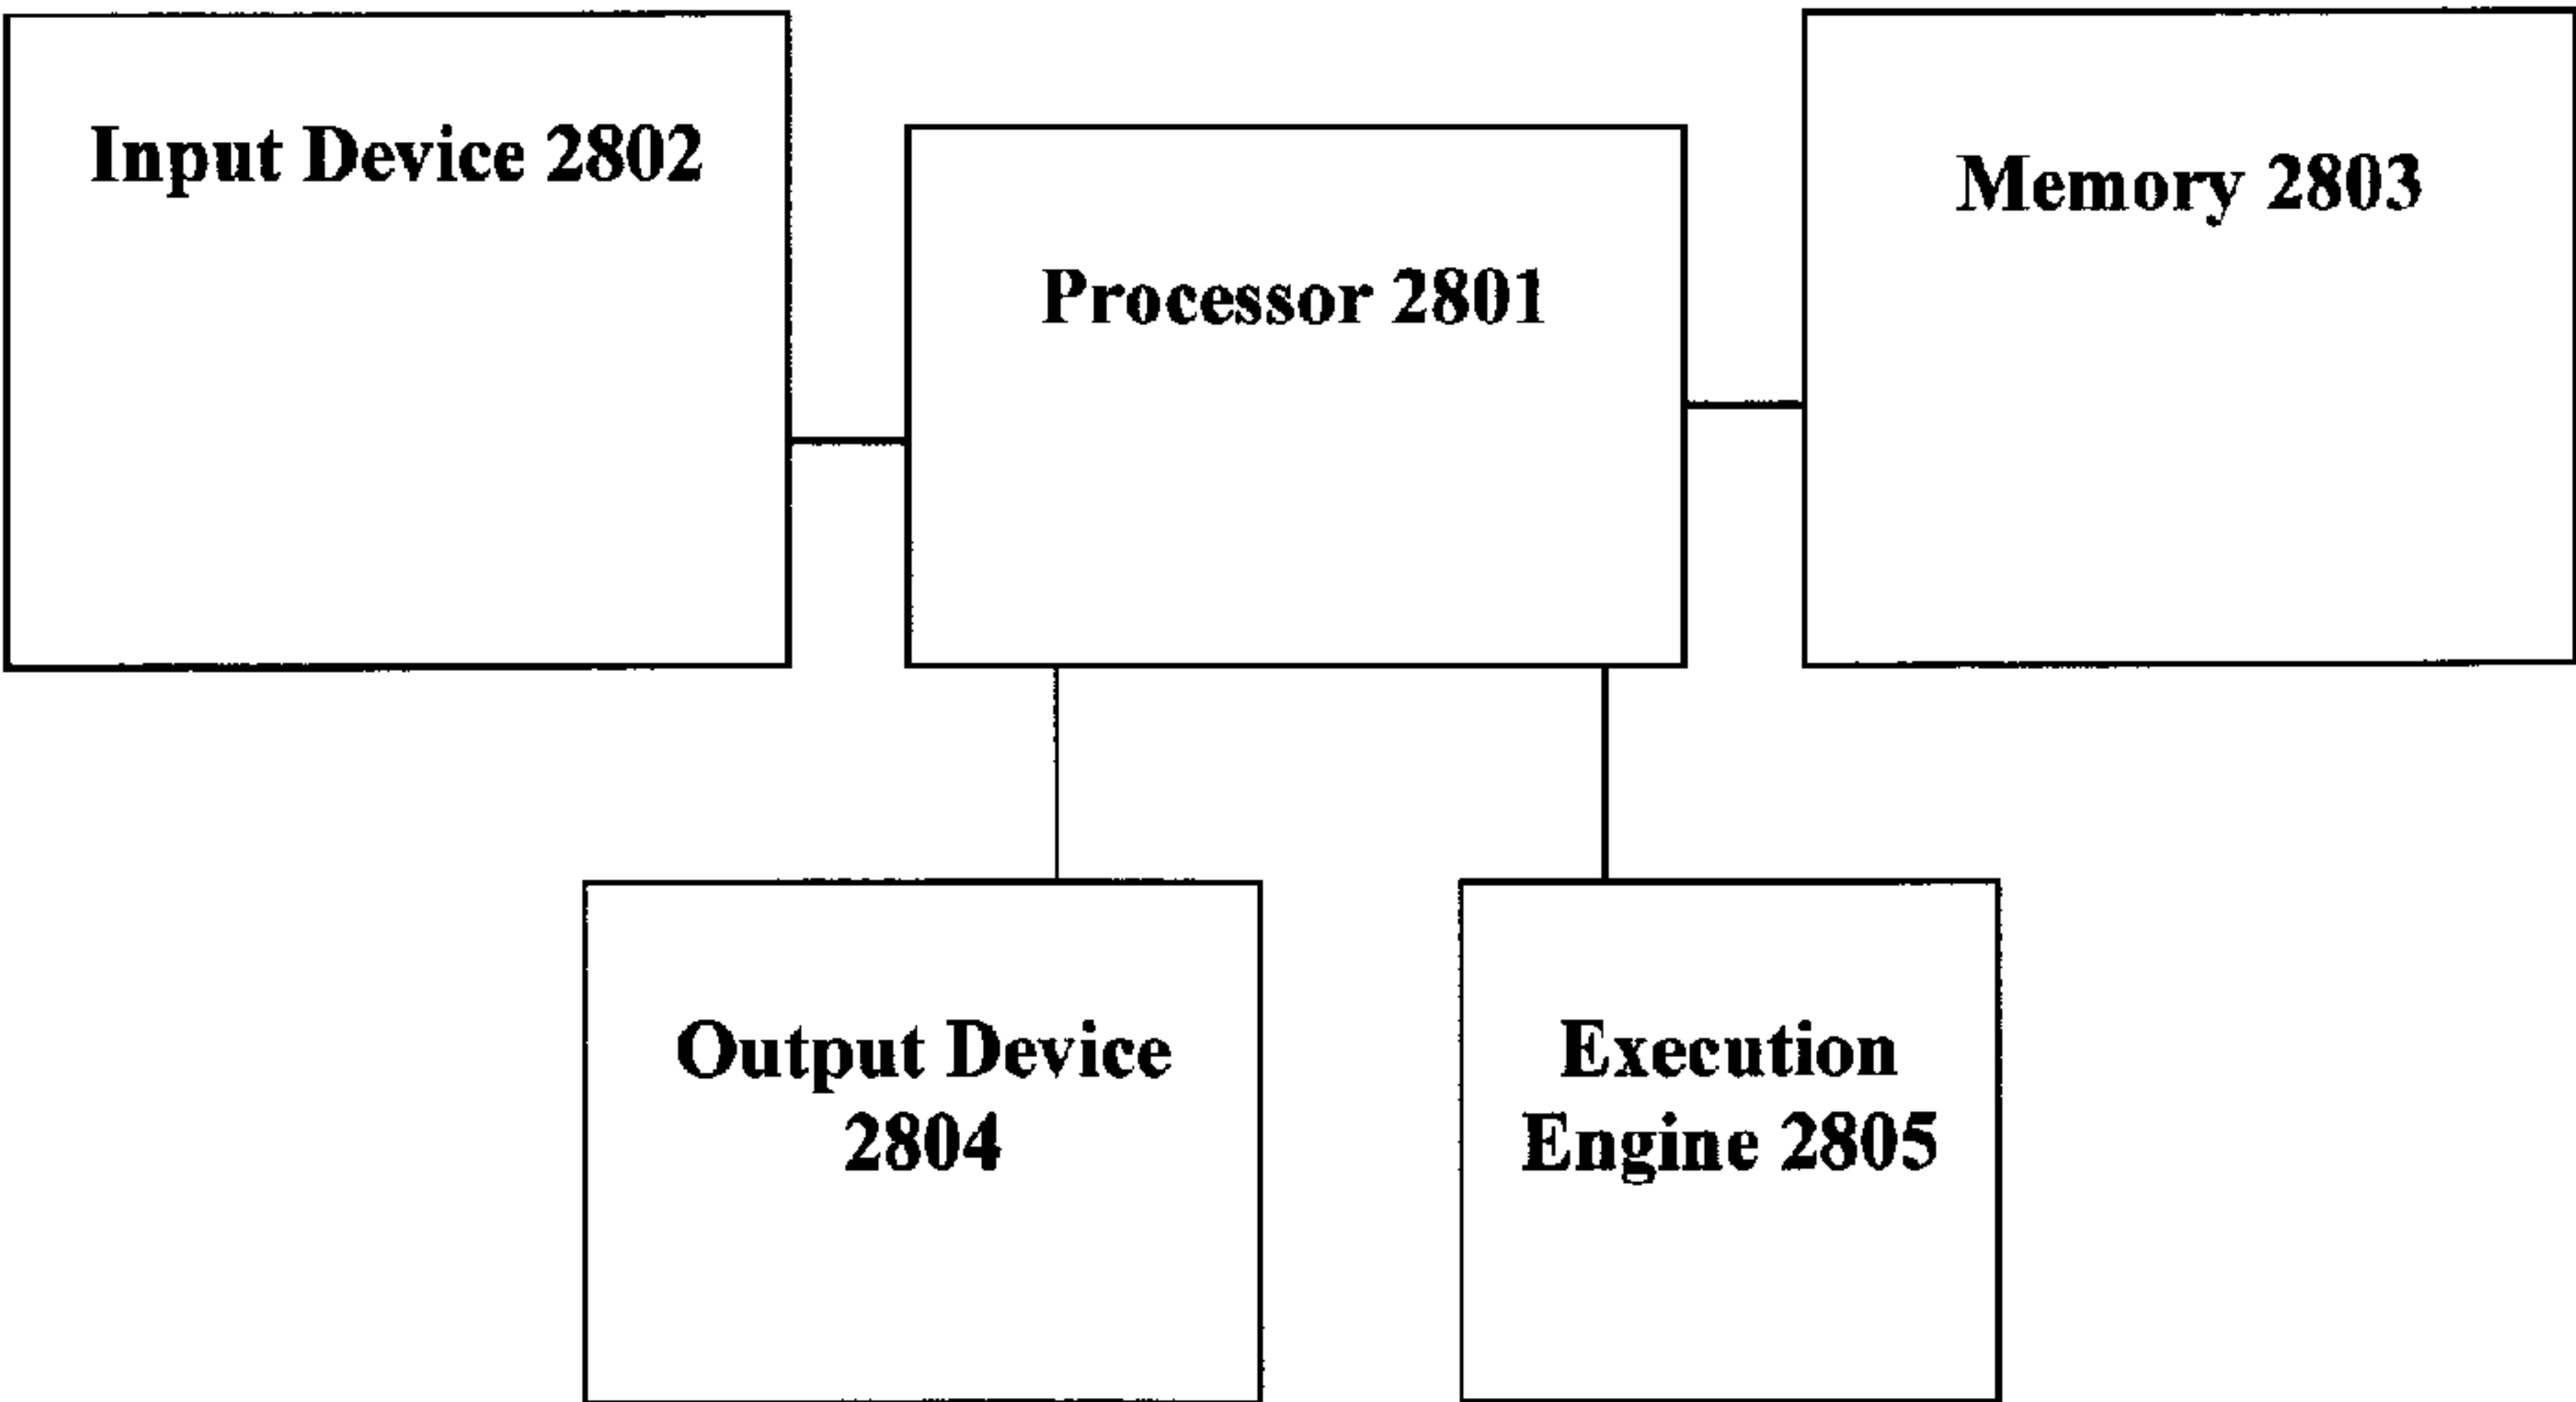 Input Device 2802
Processor 2801
Memory 2803
Output Device
2804
Execution
Engine 2805